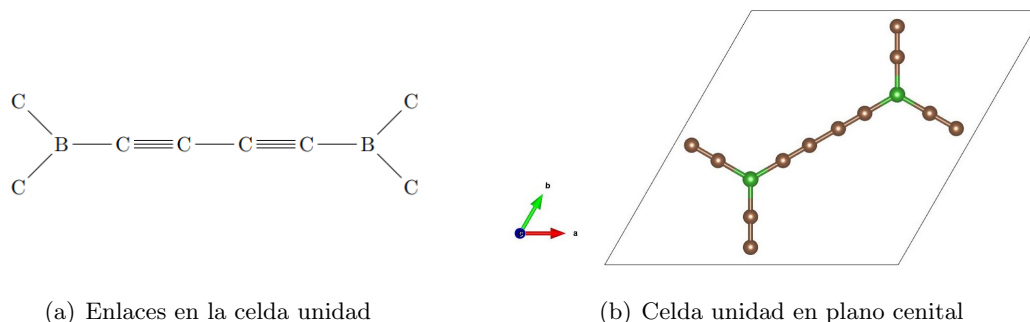 C C
B C C C C B
C C
b
a
(a) Enlaces en la celda unidad
(b) Celda unidad en plano cenital